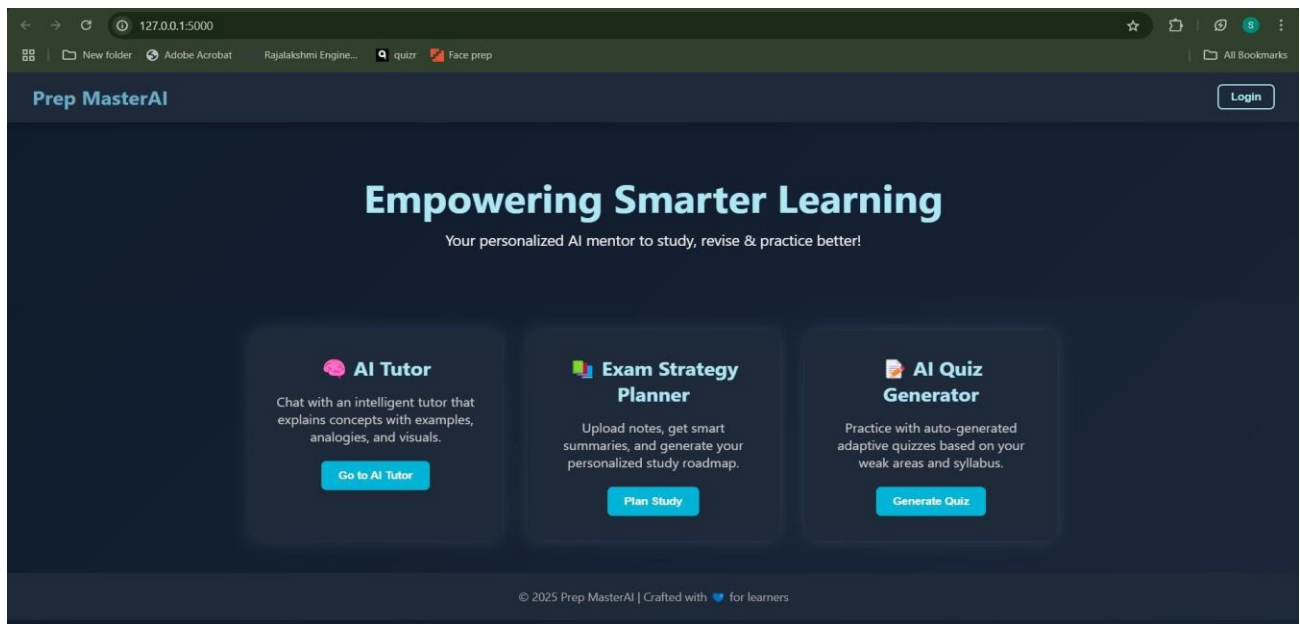 127.0.0.1:5000
S
New folder
Adobe Acrobat
Rajalakshmi Engine...
quizr
Face prep
All Bookmarks
Prep MasterAI
Login
Empowering Smarter Learning
Your personalized AI mentor to study, revise & practice better!
🧠 AI Tutor
Chat with an intelligent tutor that
explains concepts with examples,
analogies, and visuals.
Go to AI Tutor
📚 Exam Strategy
Planner
Upload notes, get smart
summaries, and generate your
personalized study roadmap.
Plan Study
📝 AI Quiz
Generator
Practice with auto-generated
adaptive quizzes based on your
weak areas and syllabus.
Generate Quiz
© 2025 Prep MasterAI | Crafted with 💙 for learners